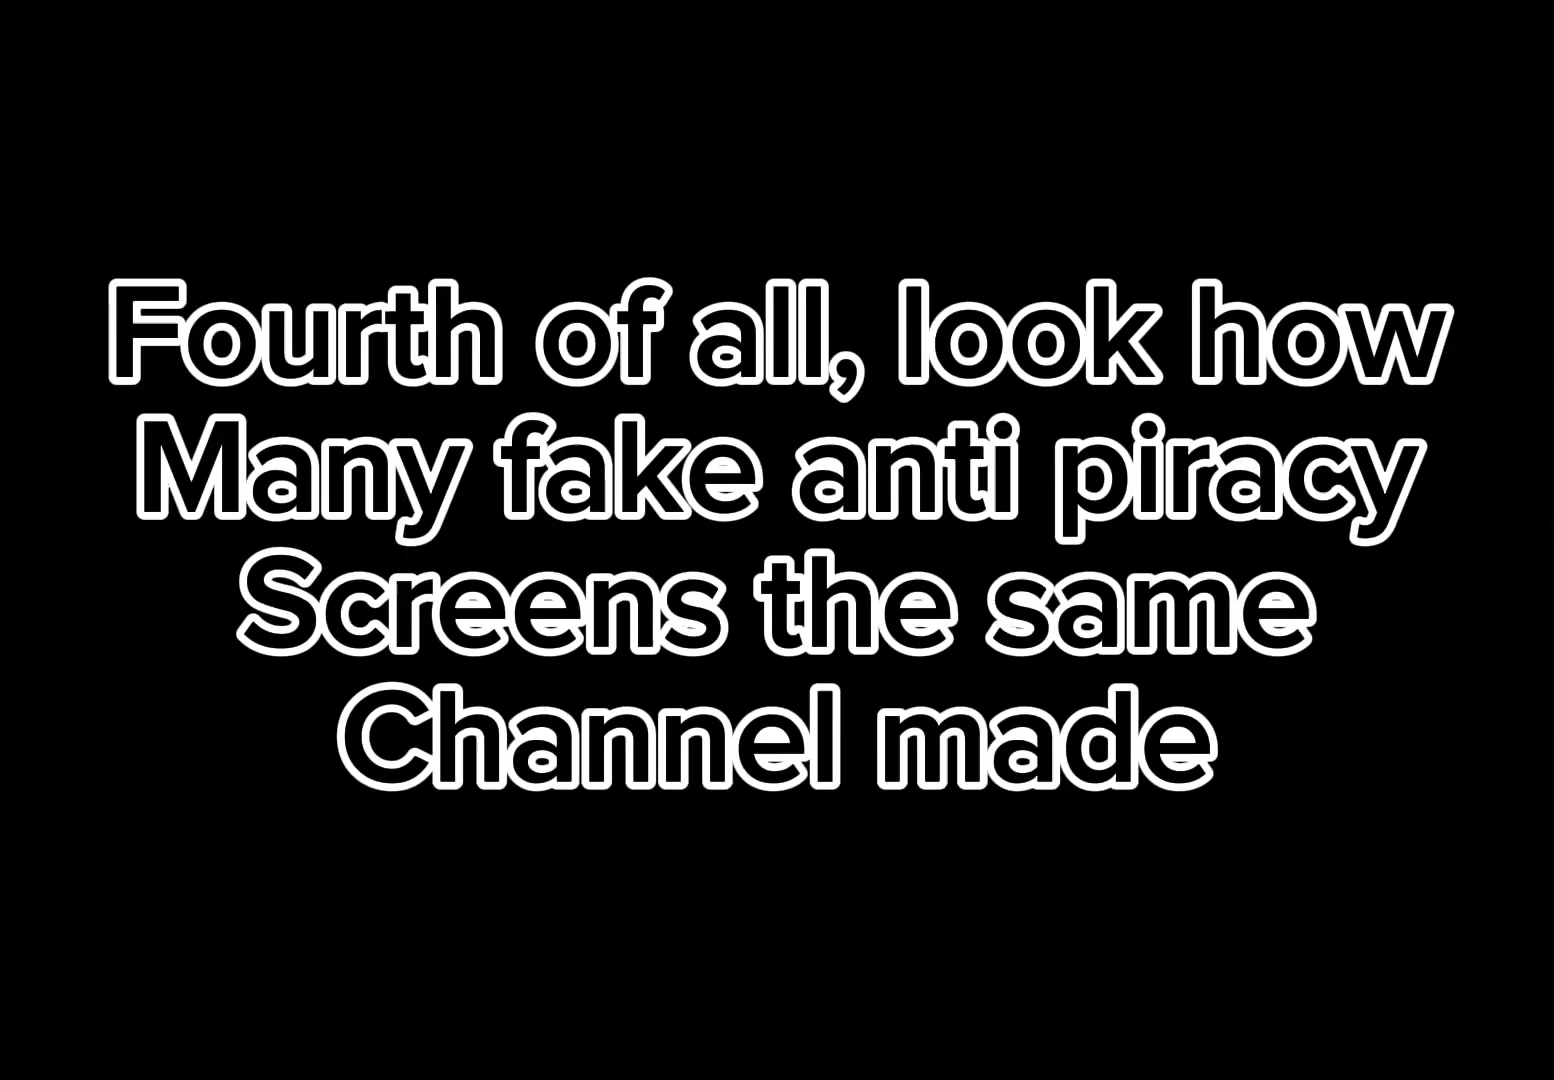 Fourth of all, look how
Many fake anti piracy
Screens the same
Channel made